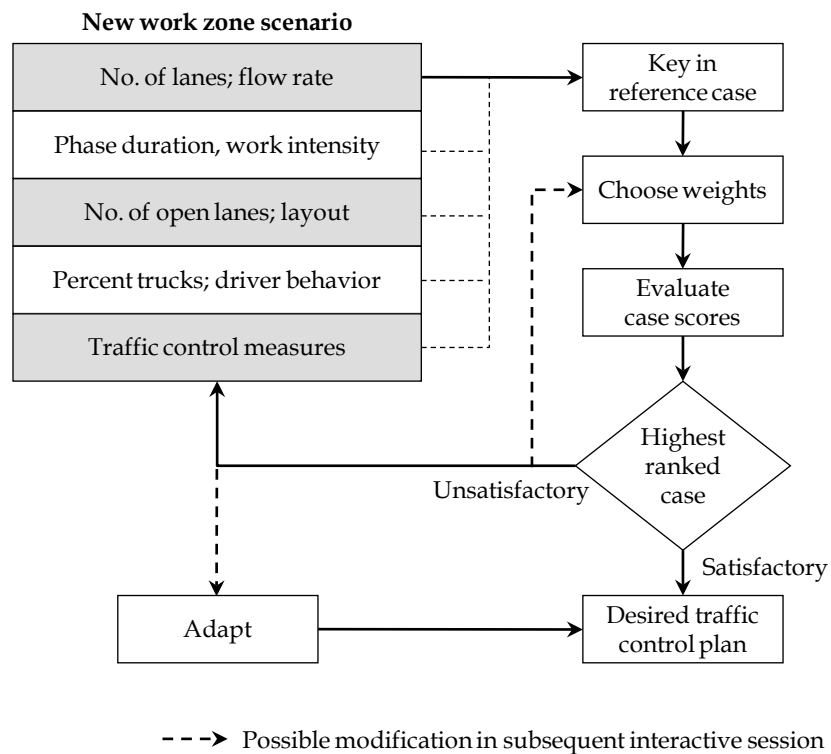 New work zone scenario
No. of lanes; flow rate
Phase duration, work intensity
No. of open lanes; layout
Percent trucks; driver behavior
Traffic control measures
Key in
reference case
Choose weights
Evaluate
case scores
Highest
ranked
case
Unsatisfactory
Satisfactory
Adapt
Desired traffic
control plan
Possible modification in subsequent interactive session